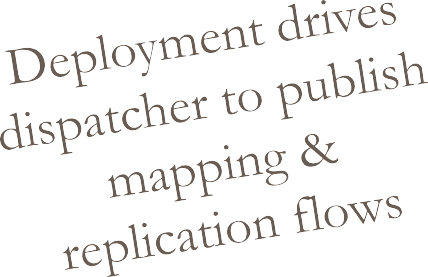 Deployment drives
dispatcher to publish
mapping &
replication flows